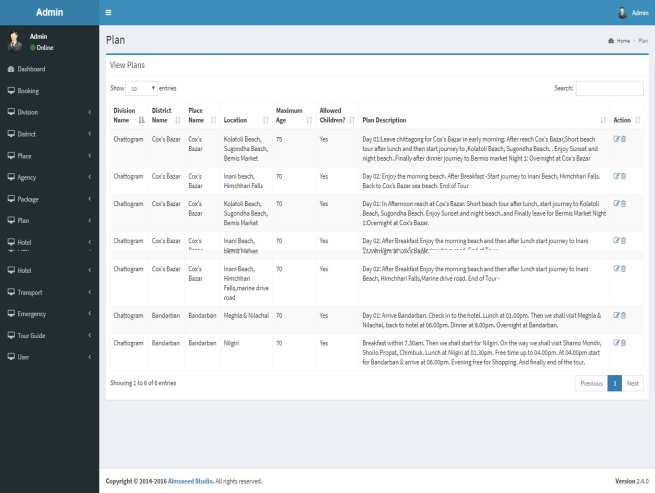 Admin
Admin
Admin
Online
Dashboard
Booking
Division
District
Place
Agency
Package
Plan
Hotel
Hotel
Transport
Emergency
Tour Guide
User
Plan
Home > Plan
View Plans
Show 10 entries
Search:
Division Name District Name Place Name Location Maximum Age Allowed Children? Plan Description Action
Chattogram Cox's Bazar Cox's Bazar Kolatoli Beach, Sugondha Beach, Bemis Market 75 Yes Day 01:Leave chittagong for Cox's Bazar in early morning. After reach Cox's Bazar,Short beach
tour after lunch and then start journey to ,Kolatoli Beach, Sugondha Beach. . Enjoy Sunset and
night beach..Finally after dinner journey to Bermis market Night 1: Overnight at Cox's Bazar
Chattogram Cox's Bazar Cox's Bazar Inani beach, Himchhari Falls 70 Yes Day 02: Enjoy the morning beach. After Breakfast -Start journey to Inani Beach, Himchhari Falls.
Back to Cox's Bazar sea beach. End of Tour
Chattogram Cox's Bazar Cox's Bazar Kolatoli Beach, Sugondha Beach, Bemis Market 70 Yes Day 01: In Afternoon reach at Cox's Bazar. Short beach tour after lunch, start journey to Kolatoli
Beach, Sugondha Beach. Enjoy Sunset and night beach..and Finally leave for Bermis Market Night
1:Overnight at Cox's Bazar.
Chattogram Cox's Bazar Cox's Inani Beach, 70 Yes Day 02: After Breakfast Enjoy the morning beach and then after lunch start journey to Inani
Chattogram Cox's Bazar Cox's Bazar Inani Beach, Himchhari Falls,marine drive road 70 Yes Day 02: After Breakfast Enjoy the morning beach and then after lunch start journey to Inani
Beach, Himchhari Falls,Marine drive road. End of Tour -
Chattogram Bandarban Bandarban Meghla & Nilachal 70 Yes Day 01: Arrive Bandarban. Check in to the hotel. Lunch at 01.00pm. Then we shall visit Meghla &
Nilachal, back to hotel at 06.00pm. Dinner at 8.00pm. Overnight at Bandarban.
Chattogram Bandarban Bandarban Nilgiri 70 Yes Breakfast within 7.30am. Then we shall start for Nilgiri. On the way we shall visit Sharno Mondir,
Shoilo Propat, Chimbuk. Lunch at Nilgiri at 01.30pm. Free time up to 04.00pm. At 04.00pm start
for Bandarban & arrive at 06.00pm. Evening free for Shopping. And finally end of the tour.
Showing 1 to 6 of 6 entries
Previous 1 Next
Copyright © 2014-2016 Almsaeed Studio. All rights reserved.
Version 2.4.0